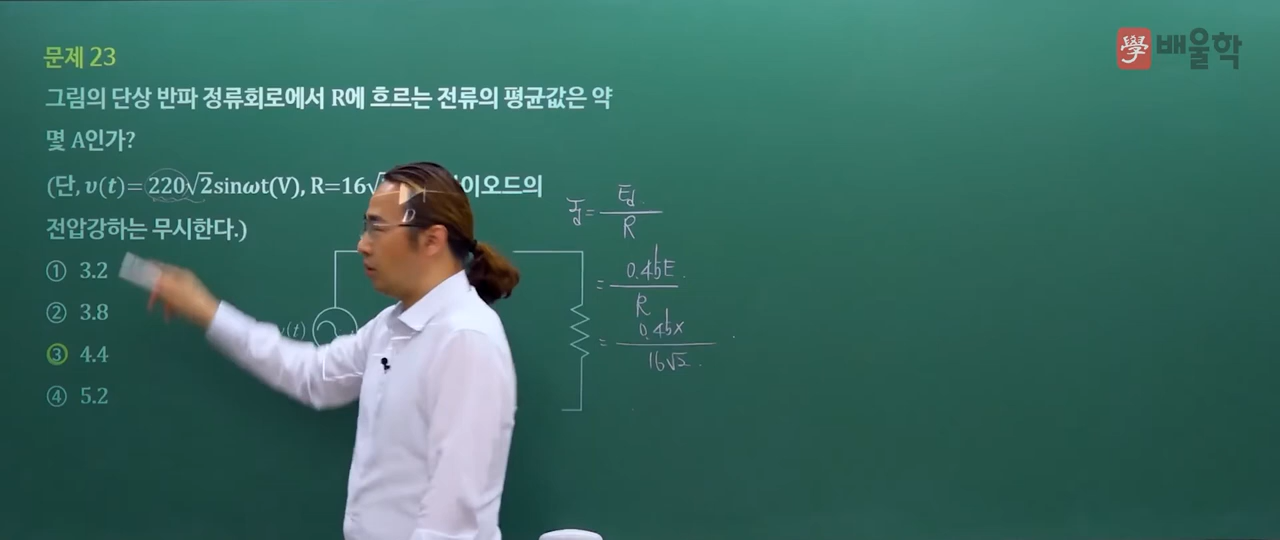 學 배울학
문제 23
그림의 단상 반파 정류회로에서 R에 흐르는 전류의 평균값은 약
몇 A인가?
(단, υ(t)=220√2sinωt(V), R=16√ 이오드의
전압강하는 무시한다.)
① 3.2
② 3.8
③ 4.4
④ 5.2
D
(t)
Id = Ed / R
= 0.45E / R
= 0.45x / 16√2